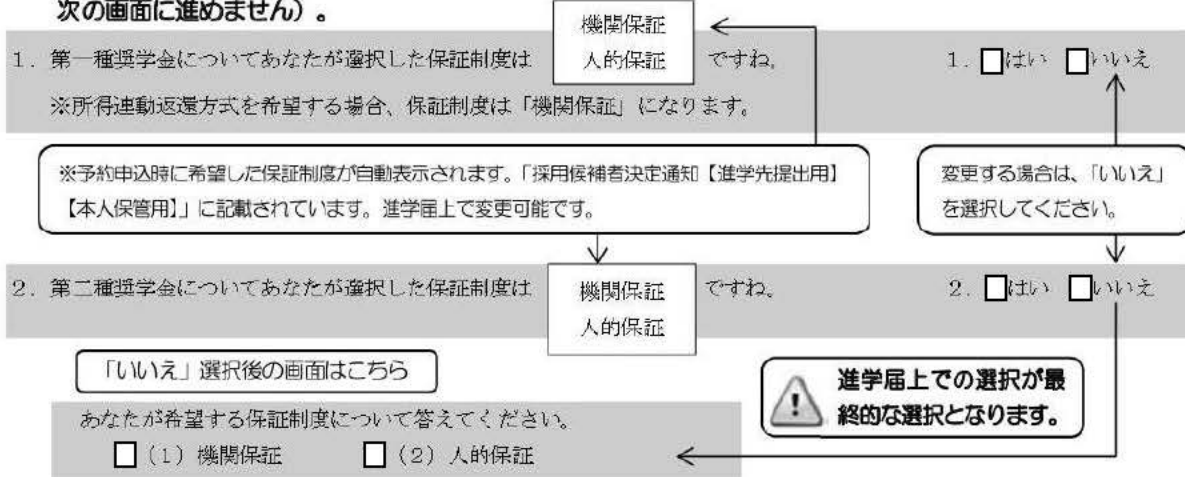 次の画面に進めません）。
機関保証
1. 第一種奨学金についてあなたが選択した保証制度は 人的保証 ですね。 1. □はい □いいえ
※所得連動返還方式を希望する場合、保証制度は「機関保証」になります。
※予約申込時に希望した保証制度が自動表示されます。「採用候補者決定通知【進学先提出用】
【本人保管用】」に記載されています。進学届上で変更可能です。
変更する場合は、「いいえ」
を選択してください。
2. 第二種奨学金についてあなたが選択した保証制度は 機関保証 ですね。 2. □はい □いいえ
人的保証
「いいえ」選択後の画面はこちら
進学届上での選択が最
終的な選択となります。
あなたが希望する保証制度について答えてください。
□（1）機関保証 □（2）人的保証